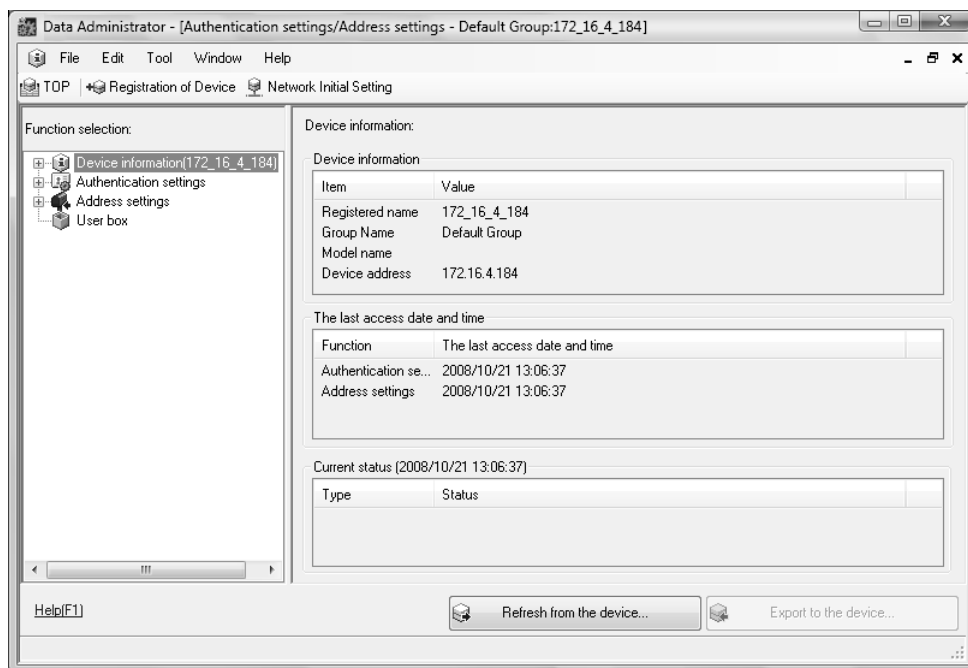 Data Administrator - [Authentication settings/Address settings - Default Group:172_16_4_184]
File Edit Tool Window Help
TOP Registration of Device Network Initial Setting
Function selection:
Device information(172_16_4_184)
Authentication settings
Address settings
User box
Device information:
Device information
Item Value
Registered name 172_16_4_184
Group Name Default Group
Model name
Device address 172.16.4.184
The last access date and time
Function The last access date and time
Authentication se... 2008/10/21 13:06:37
Address settings 2008/10/21 13:06:37
Current status (2008/10/21 13:06:37)
Type Status
Help(F1)
Refresh from the device...
Export to the device...